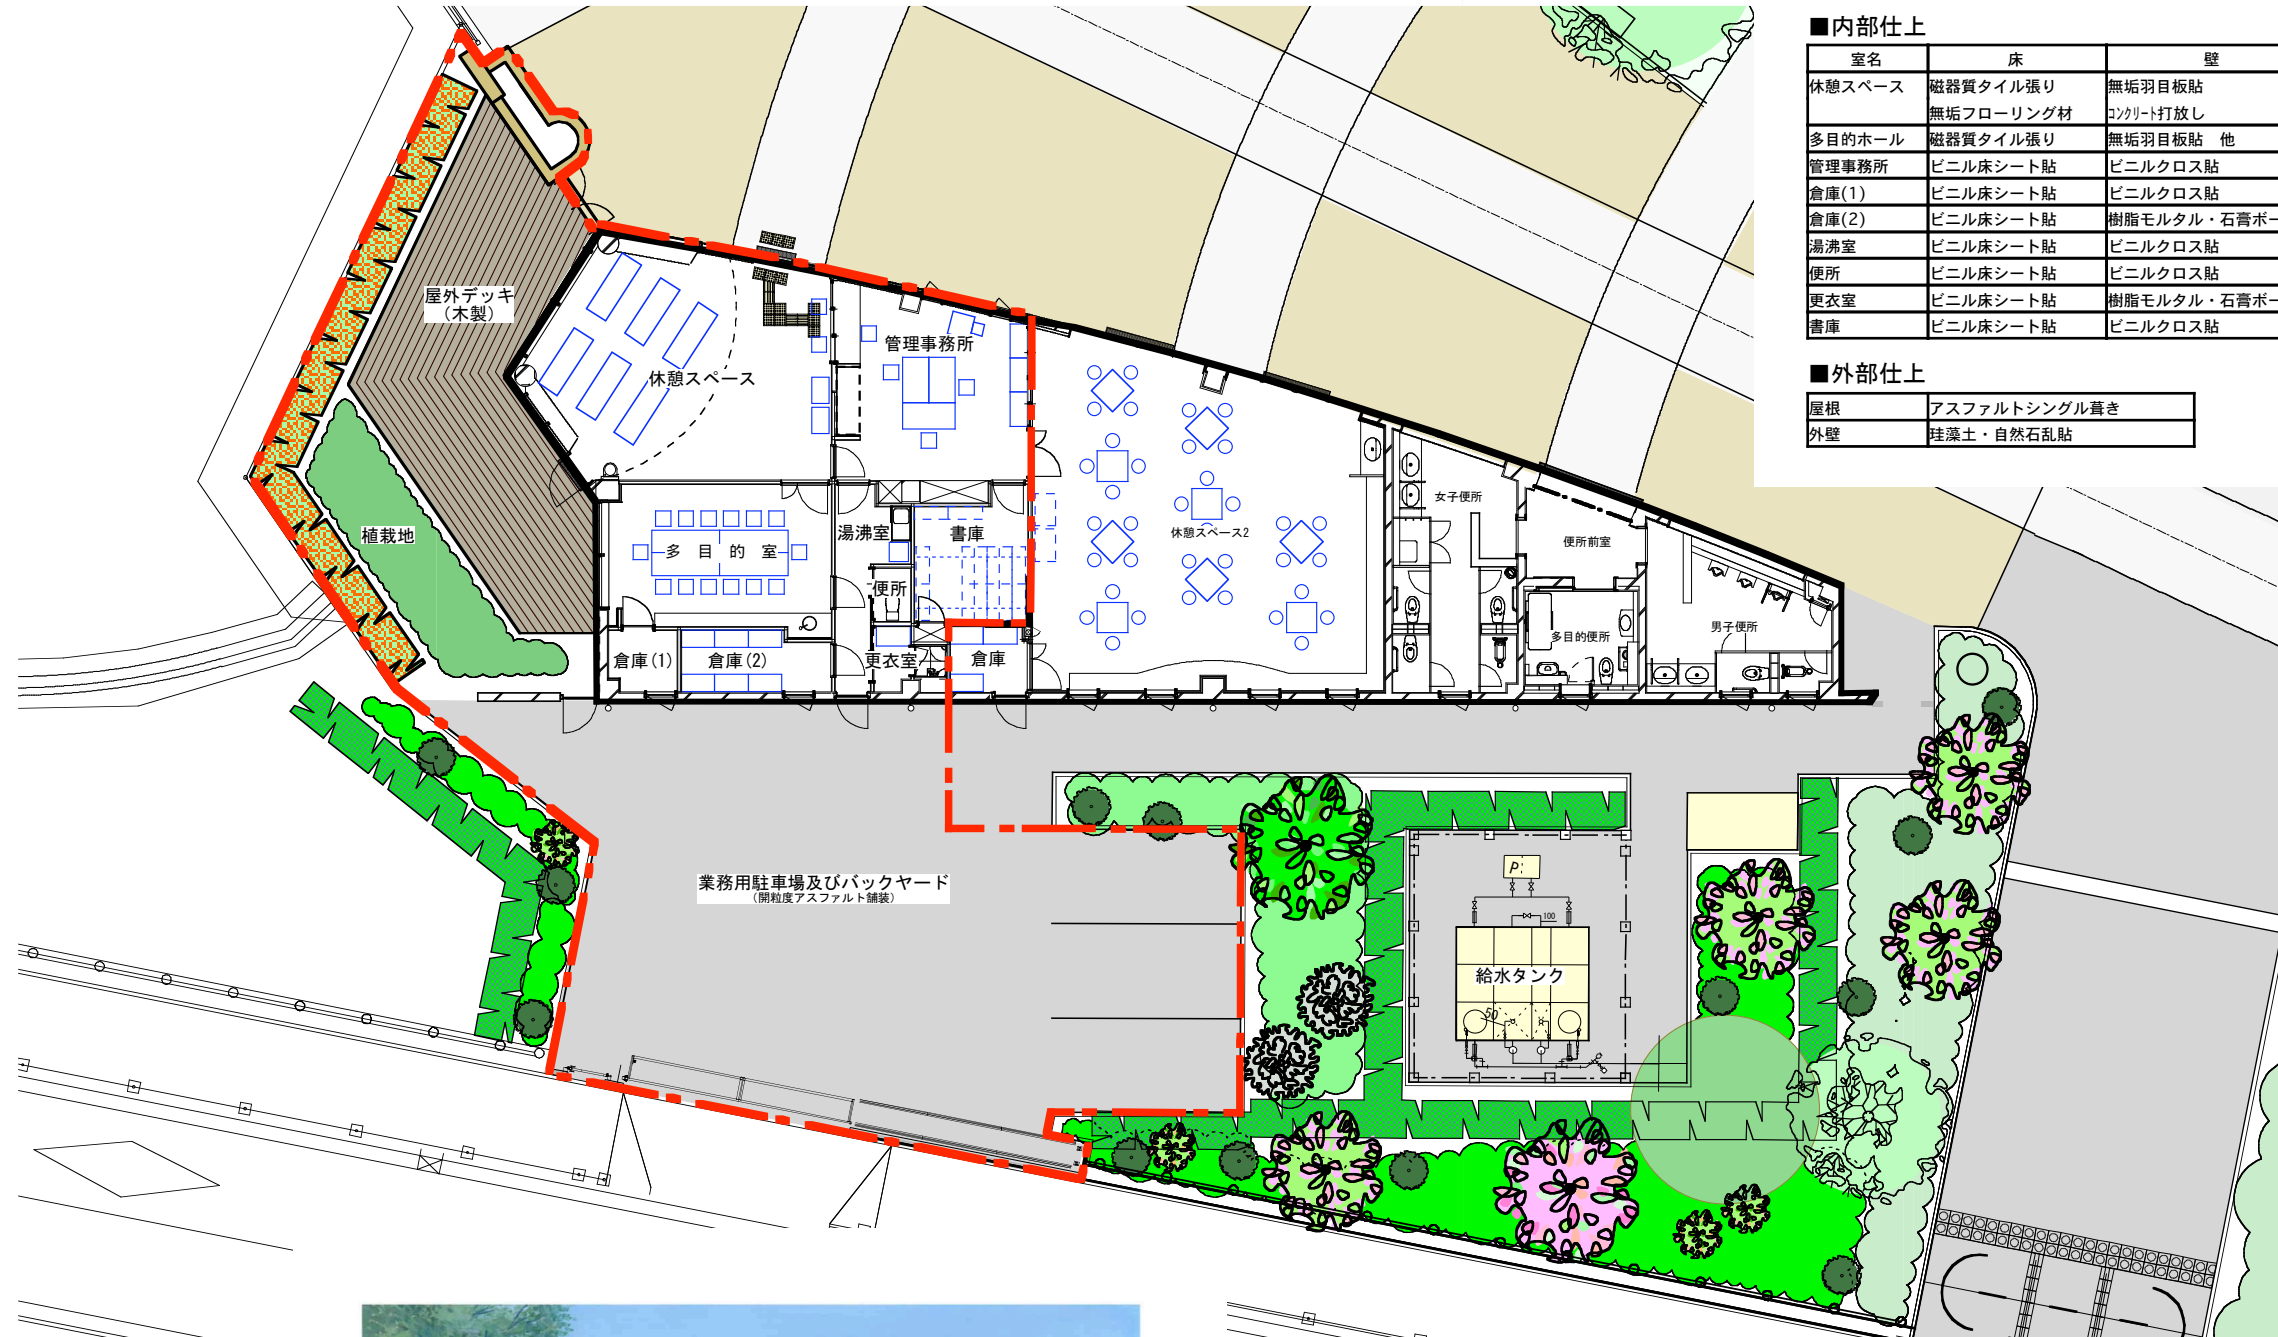 ■内部仕上
室名 床 壁
休憩スペース 磁器質タイル張り 無垢羽目板貼
無垢フローリング材 コンクリート打放し
多目的ホール 磁器質タイル張り 無垢羽目板貼 他
管理事務所 ビニル床シート貼 ビニルクロス貼
倉庫(1) ビニル床シート貼 ビニルクロス貼
倉庫(2) ビニル床シート貼 樹脂モルタル・石膏ボー
湯沸室 ビニル床シート貼 ビニルクロス貼
便所 ビニル床シート貼 ビニルクロス貼
更衣室 ビニル床シート貼 樹脂モルタル・石膏ボー
書庫 ビニル床シート貼 ビニルクロス貼
■外部仕上
屋根 アスファルトシングル葺き
外壁 珪藻土・自然石乱貼
屋外デッキ
(木製)
管理事務所
休憩スペース
植栽地
多目的室
湯沸室
書庫
便所
倉庫(1)
倉庫(2)
更衣室
倉庫
休憩スペース2
女子便所
便所前室
多目的便所
男子便所
業務用駐車場及びバックヤード
(開粒度アスファルト舗装)
P
100
給水タンク
50